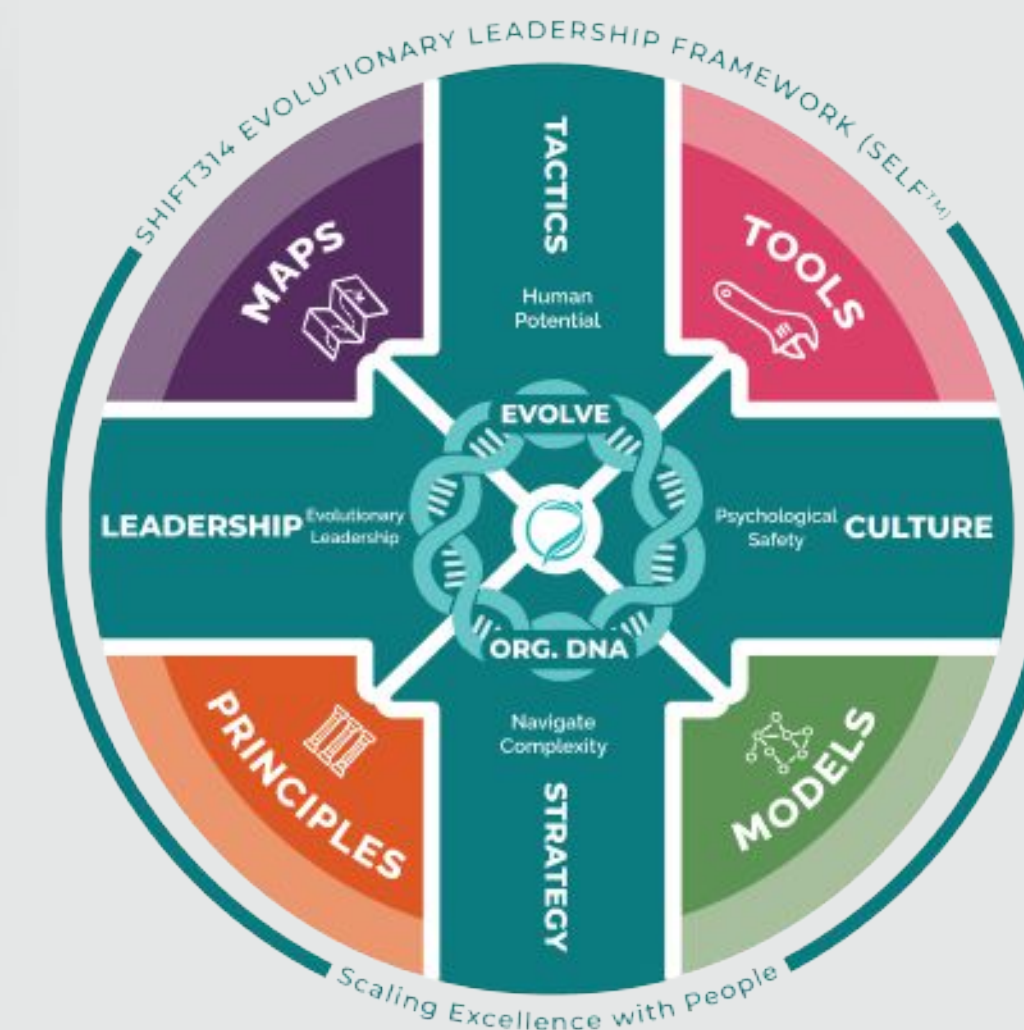 SHIFT314 EVOLUTIONARY LEADERSHIP FRAMEWORK (SELF™)
TACTICS
Human
Potential
MAPS
TOOLS
EVOLVE
LEADERSHIP
Evolutionary
Leadership
Psychological
Safety
CULTURE
ORG. DNA
Navigate
Complexity
STRATEGY
PRINCIPLES
MODELS
Scaling Excellence with People